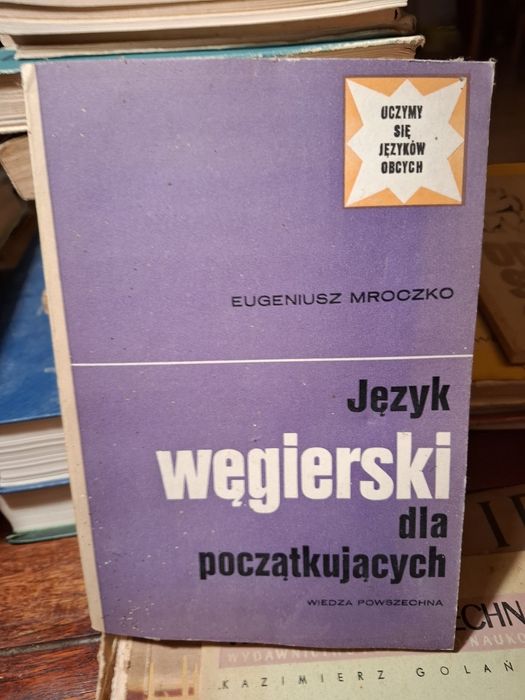 UCZYMY
SIĘ
JĘZYKÓW
OBCYCH
EUGENIUSZ MROCZKO
Język
węgierski
dla
początkujących
WIEDZA POWSZECHNA
KAZIMIERZ GOLAŃ